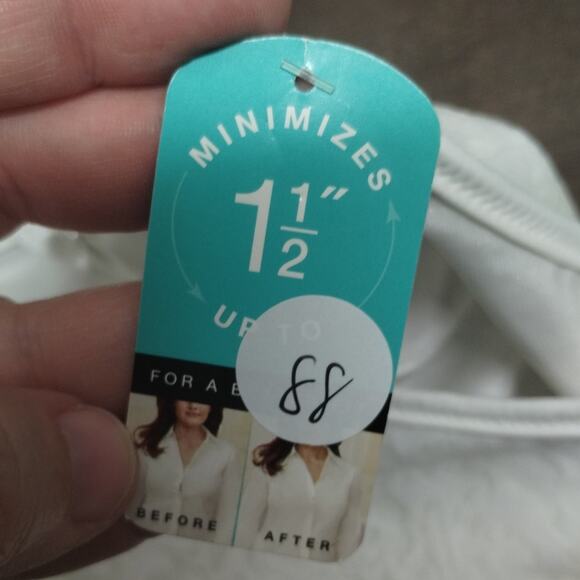 MINIMIZES
1 1/2"
UP TO
88
FOR A B
BEFORE
AFTER